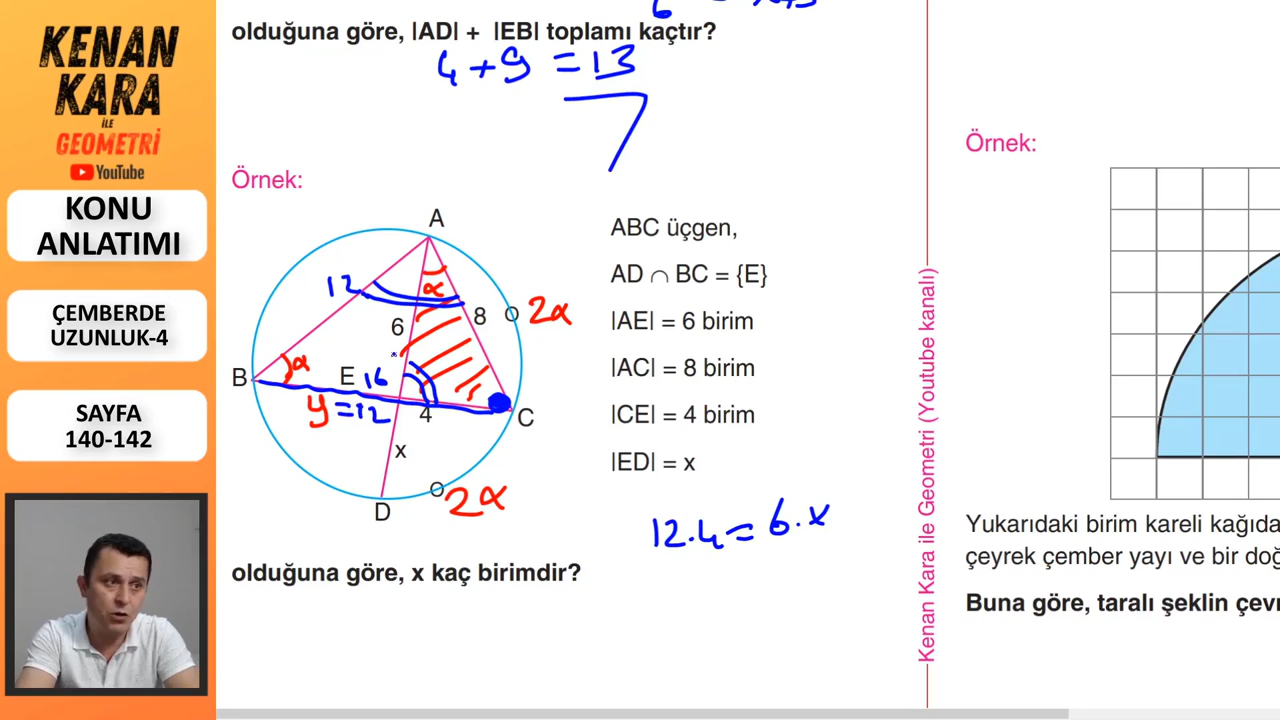 KENAN
KARA
İLE
GEOMETRİ
YouTube
KONU
ANLATIMI
ÇEMBERDE
UZUNLUK-4
SAYFA
140-142
6
olduğuna göre, |AD| + |EB| toplamı kaçtır?
4 + 9 = 13
Örnek:
A
12
α
6
8
2α
α
B
E
16
y = 12
4
C
x
D
2α
ABC üçgen,
AD ∩ BC = {E}
|AE| = 6 birim
|AC| = 8 birim
|CE| = 4 birim
|ED| = x
12.4 = 6.x
olduğuna göre, x kaç birimdir?
Kenan Kara ile Geometri (Youtube kanalı)
Örnek:
Yukarıdaki birim kareli kağıda
çeyrek çember yayı ve bir doğ
Buna göre, taralı şeklin çevr